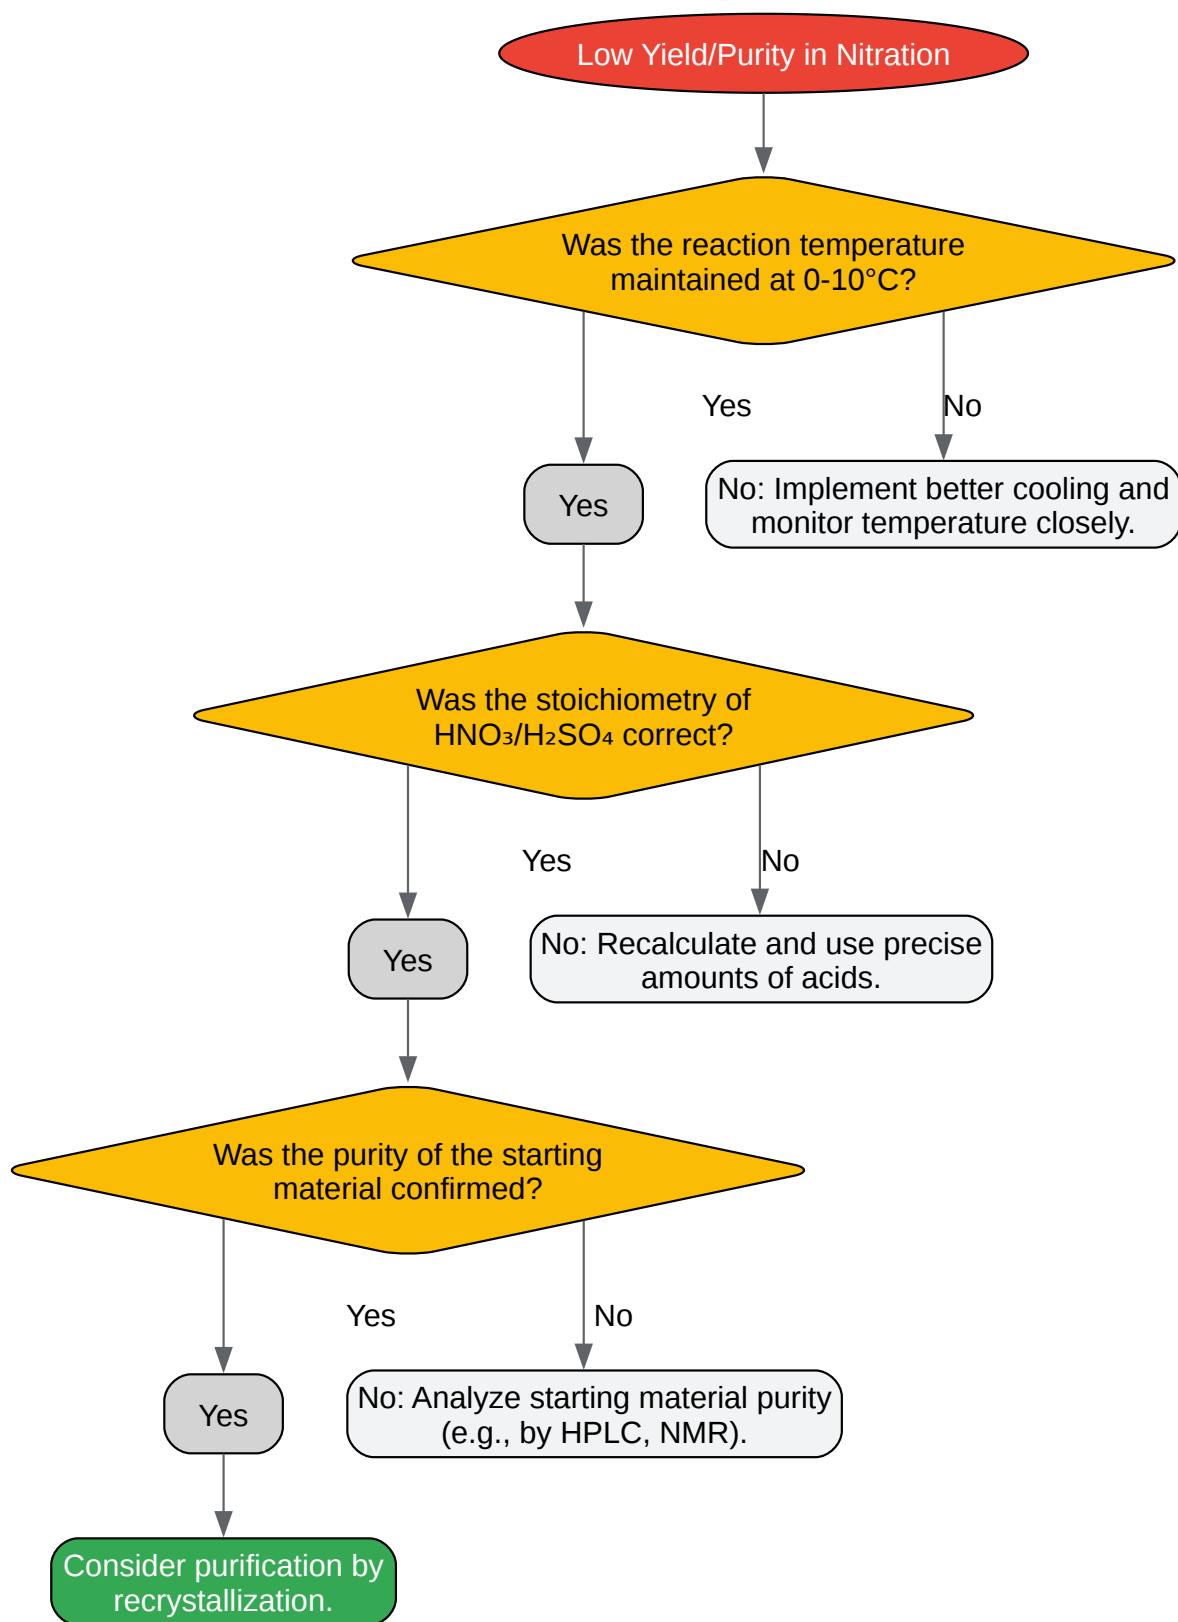 Low Yield/Purity in Nitration
Was the reaction temperature
maintained at 0-10°C?
Yes
No
Yes
No: Implement better cooling and
monitor temperature closely.
Was the stoichiometry of
HNO₃/H₂SO₄ correct?
Yes
No
Yes
No: Recalculate and use precise
amounts of acids.
Was the purity of the starting
material confirmed?
Yes
No
Yes
No: Analyze starting material purity
(e.g., by HPLC, NMR).
Consider purification by
recrystallization.